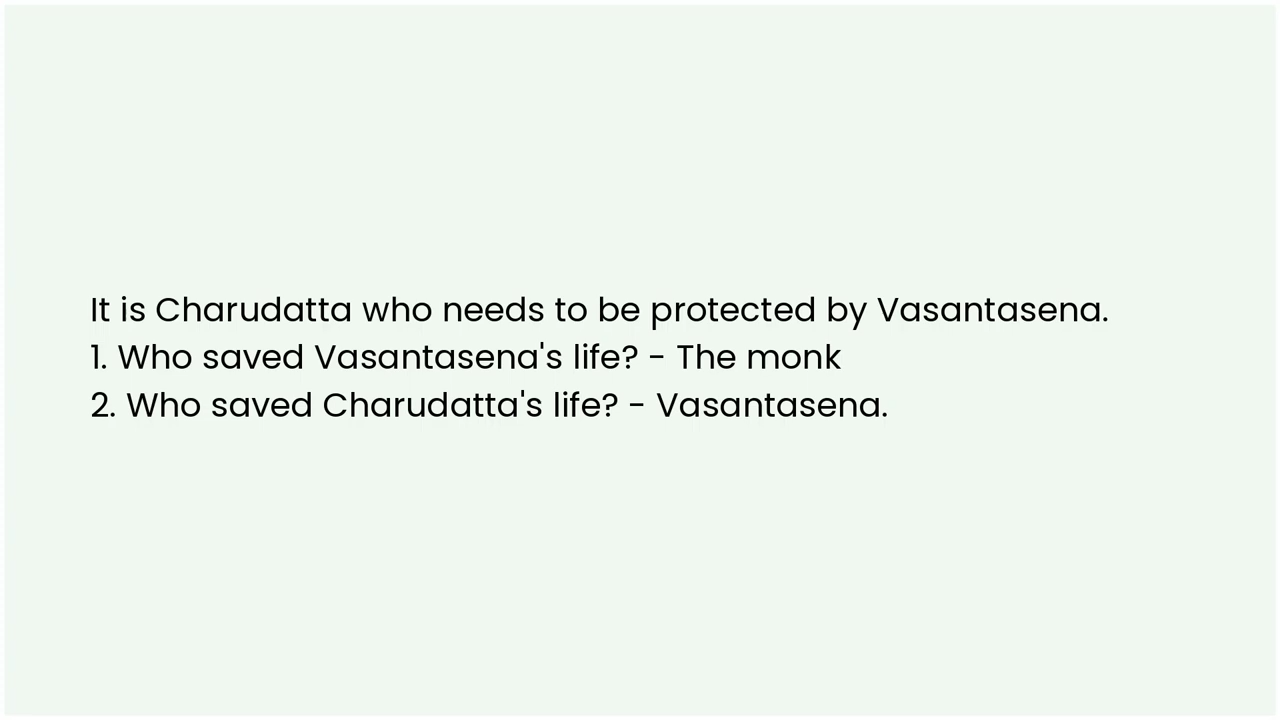 It is Charudatta who needs to be protected by Vasantasena.
1. Who saved Vasantasena's life? - The monk
2. Who saved Charudatta's life? - Vasantasena.